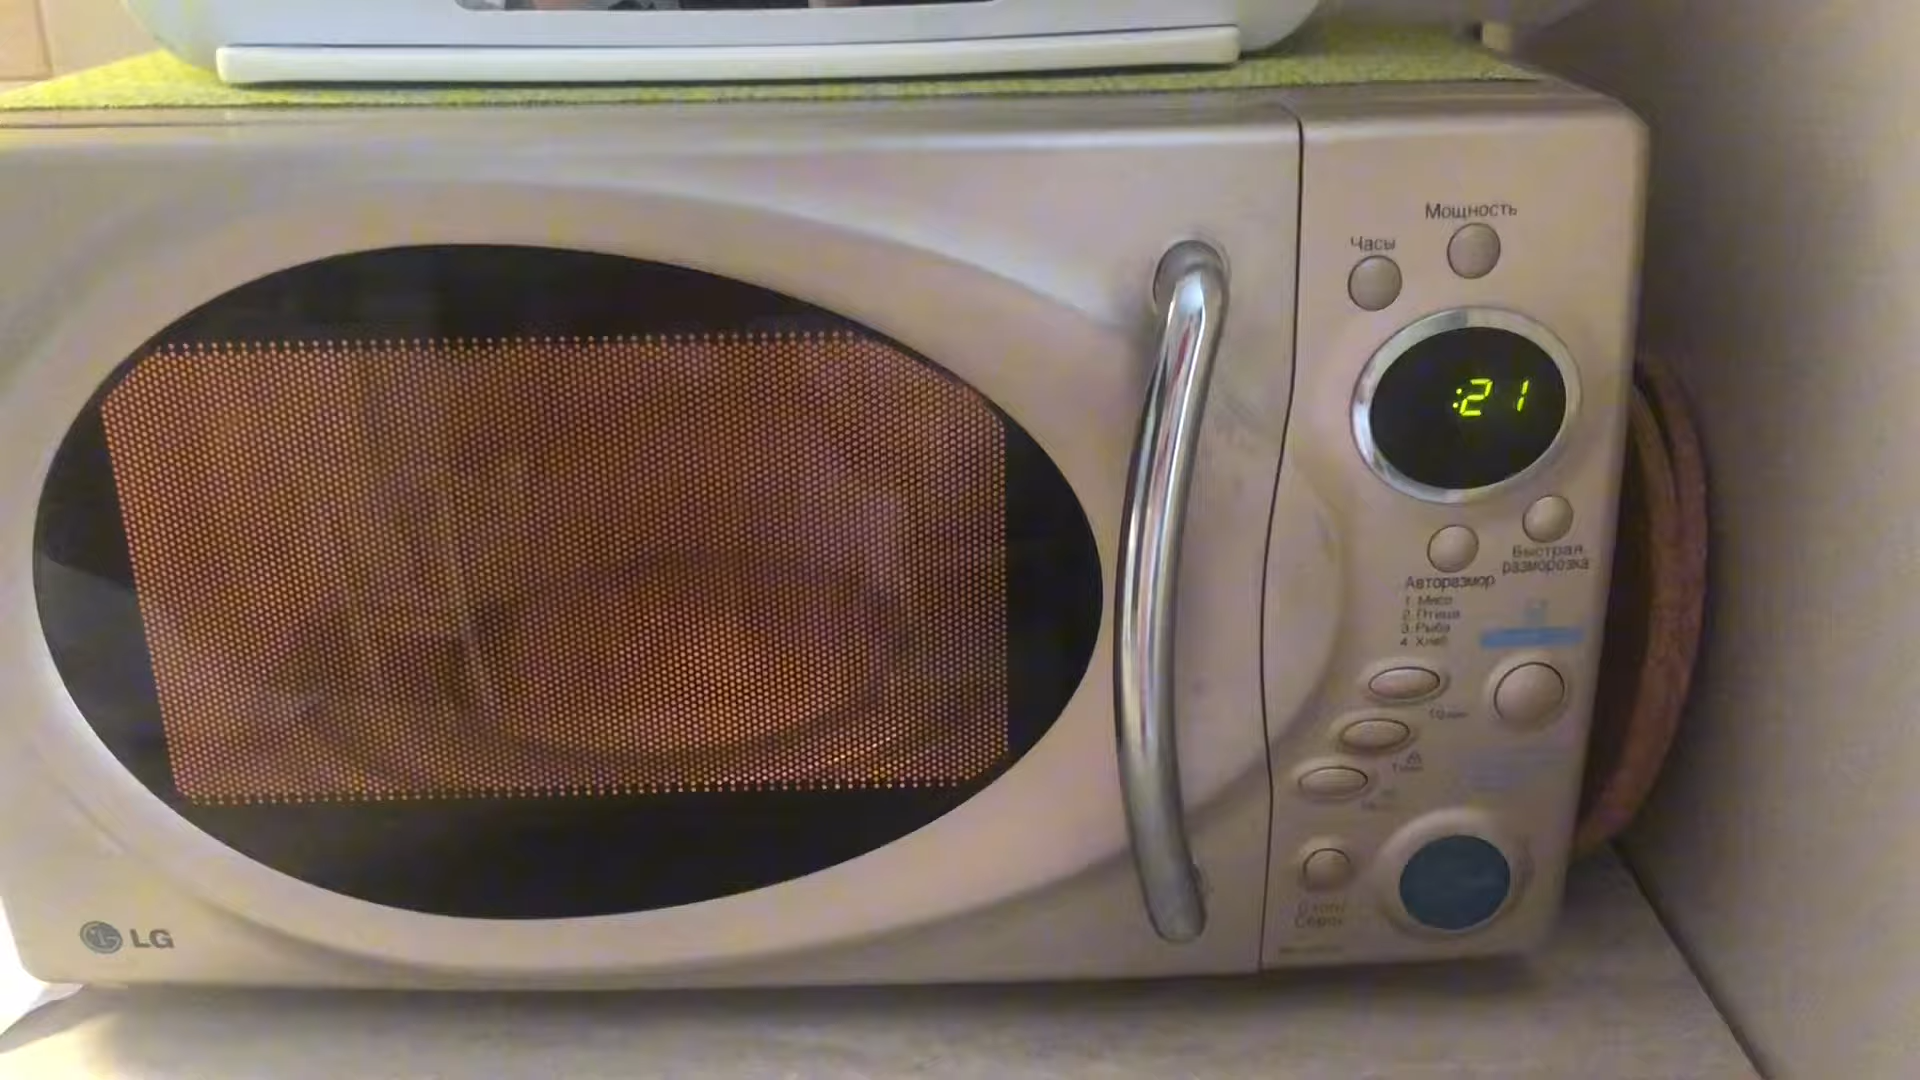 Мощность
Часы
:21
Быстрая
разморозка
Авторазмор
1. Мясо
2. Птица
3. Рыба
4. Хлеб
LG